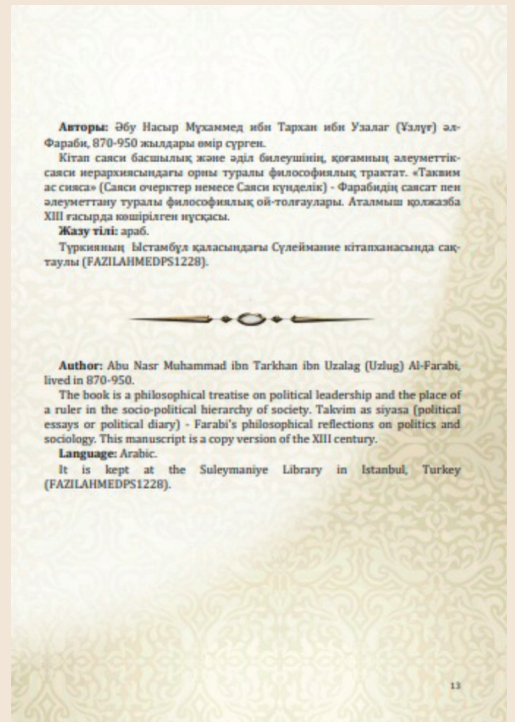 Авторы: Әбу Насыр Мұхаммед ибн Тархан ибн Узалаг (Ұзлұғ) әл-
Фараби, 870-950 жылдары өмір сүрген.
Кітап саяси басшылық және әділ билеушінің, қоғамның әлеуметтік-
саяси иерархиясындағы орны туралы философиялық трактат. «Таквим
ас сияса» (Саяси очерктер немесе Саяси күнделік) - Фарабидің саясат пен
әлеуметтану туралы философиялық ой-толғаулары. Аталмыш қолжазба
XIII ғасырда көшірілген нұсқасы.
Жазу тілі: араб.
Түркияның Ыстамбұл қаласындағы Сүлеймание кітапханасында сақ-
таулы (FAZILAHMEDPS1228).
Author: Abu Nasr Muhammad ibn Tarkhan ibn Uzalag (Uzlug) Al-Farabi,
lived in 870-950.
The book is a philosophical treatise on political leadership and the place of
a ruler in the socio-political hierarchy of society. Takvim as siyasa (political
essays or political diary) - Farabi's philosophical reflections on politics and
sociology. This manuscript is a copy version of the XIII century.
Language: Arabic.
It is kept at the Suleymaniye Library in Istanbul, Turkey
(FAZILAHMEDPS1228).
13